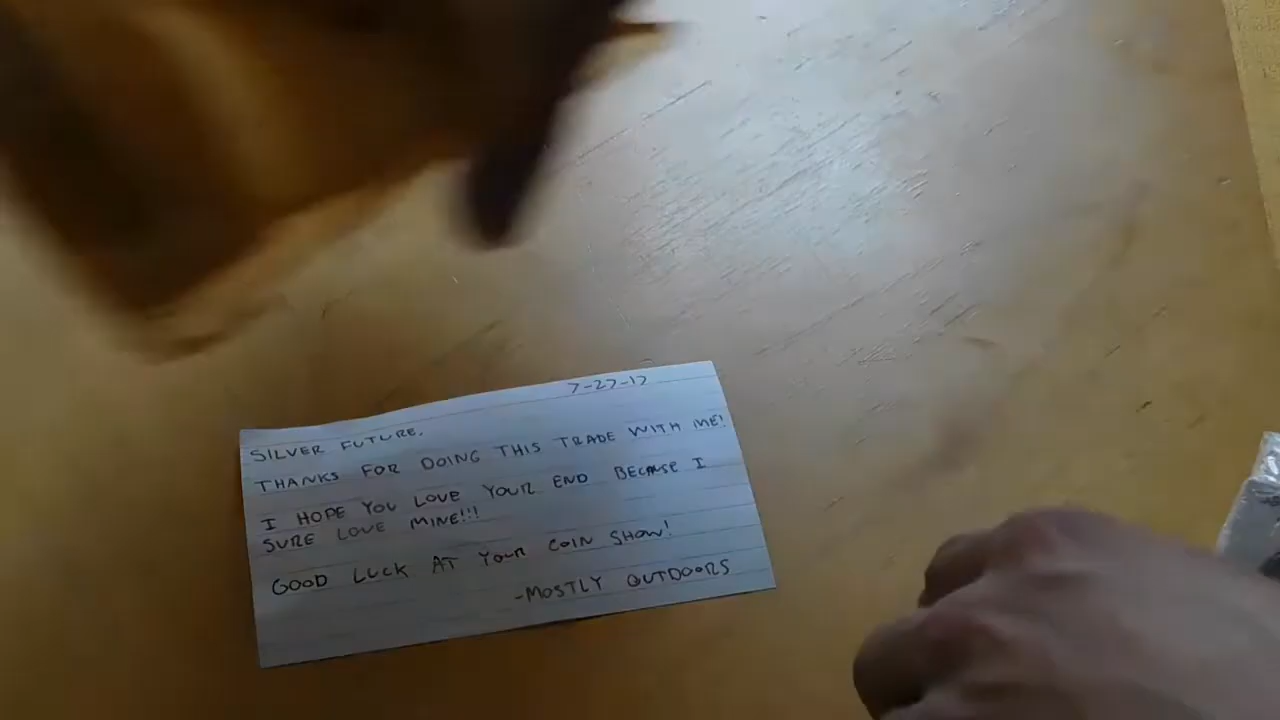 7-27-17
SILVER FUTURE,
THANKS FOR DOING THIS TRADE WITH ME!
I HOPE YOU LOVE YOUR END BECAUSE I
SURE LOVE MINE!!!
GOOD LUCK AT YOUR COIN SHOW!
-MOSTLY OUTDOORS